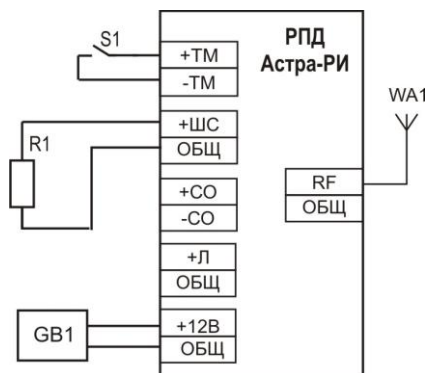 S1
РПД
Астра-РИ
+ТМ
-ТМ
WA1
+ШС
ОБЩ
R1
RF
ОБЩ
+СО
-СО
+Л
ОБЩ
GB1
+12В
ОБЩ